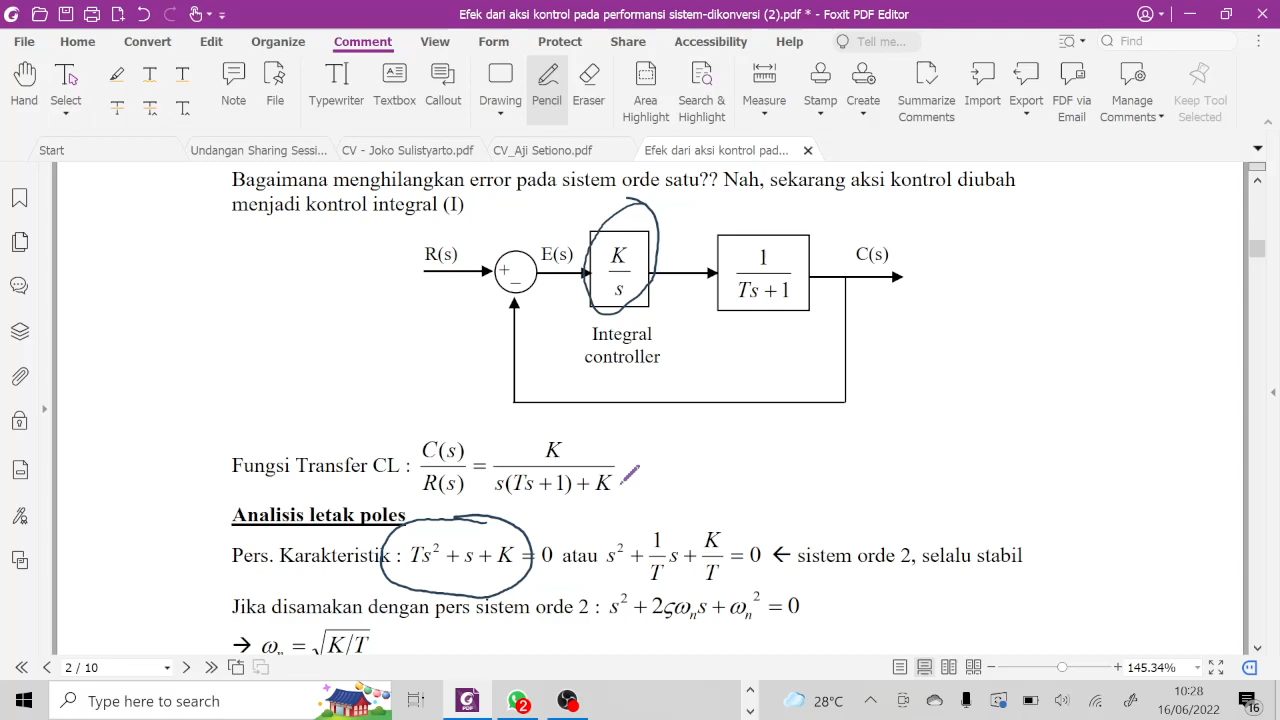 Efek dari aksi kontrol pada performansi sistem-dikonversi (2).pdf * - Foxit PDF Editor
File Home Convert Edit Organize Comment View Form Protect Share Accessibility Help Tell me... Find
Hand Select Note File Typewriter Textbox Callout Drawing Pencil Eraser Area Highlight Search & Highlight Measure Stamp Create Summarize Comments Import Export FDF via Email Manage Comments Keep Tool Selected
Start Undangan Sharing Sessi... CV - Joko Sulistyarto.pdf CV_Aji Setiono.pdf Efek dari aksi kontrol pad...
Bagaimana menghilangkan error pada sistem orde satu?? Nah, sekarang aksi kontrol diubah
menjadi kontrol integral (I)
R(s) + − E(s) K/s 1/(Ts + 1) C(s)
Integral
controller
Fungsi Transfer CL : C(s)/R(s) = K/(s(Ts + 1) + K)
Analisis letak poles
Pers. Karakteristik : Ts² + s + K = 0 atau s² + 1/T s + K/T = 0 ← sistem orde 2, selalu stabil
Jika disamakan dengan pers sistem orde 2 : s² + 2ςωₙs + ωₙ² = 0
→ ωₙ = √K/T
2 / 10 145.34%
Type here to search 2 28°C 10:28
16/06/2022 16